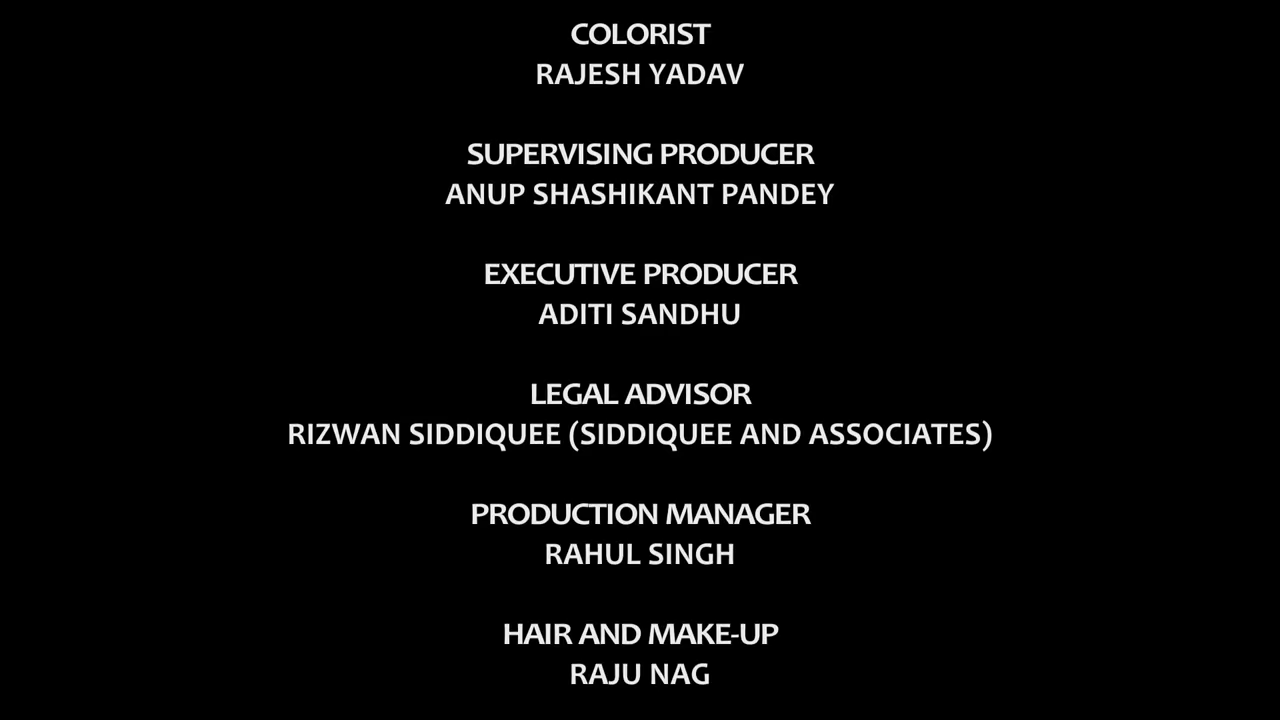 COLORIST
RAJESH YADAV
SUPERVISING PRODUCER
ANUP SHASHIKANT PANDEY
EXECUTIVE PRODUCER
ADITI SANDHU
LEGAL ADVISOR
RIZWAN SIDDIQUEE (SIDDIQUEE AND ASSOCIATES)
PRODUCTION MANAGER
RAHUL SINGH
HAIR AND MAKE-UP
RAJU NAG